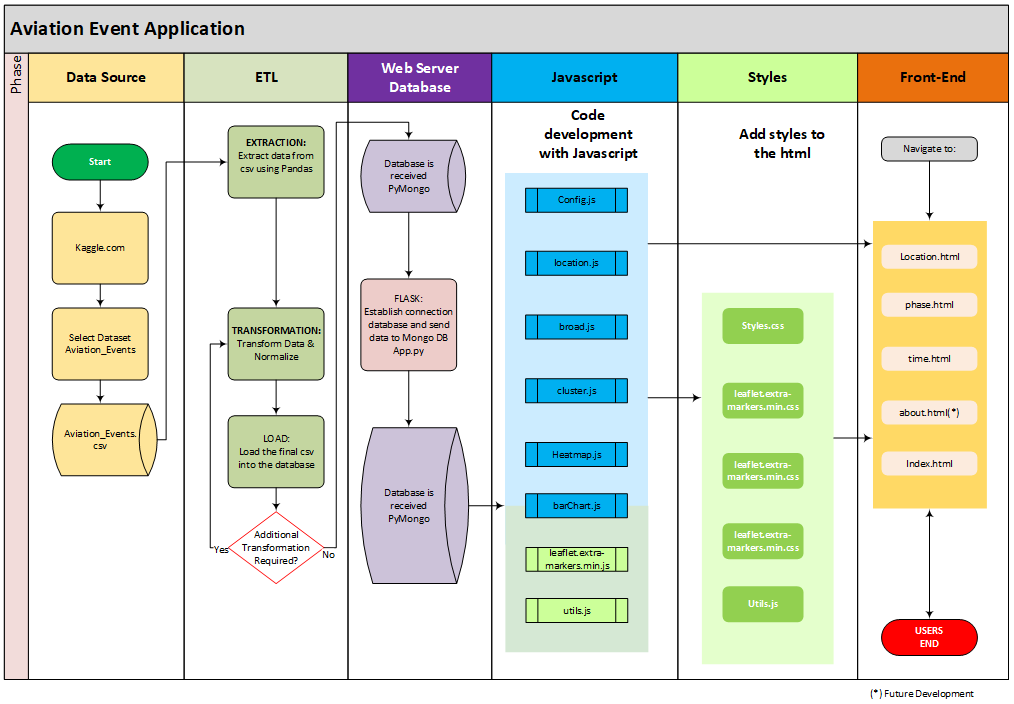 Aviation Event Application
Phase
Data Source
ETL
Web Server
Database
Javascript
Styles
Front-End
Start
Kaggle.com
Select Dataset
Aviation_Events
Aviation_Events.
csv
EXTRACTION:
Extract data from
csv using Pandas
TRANSFORMATION:
Transform Data &
Normalize
LOAD:
Load the final csv
into the database
Additional
Transformation
Required?
Yes
No
Database is
received
PyMongo
FLASK:
Establish connection
database and send
data to Mongo DB
App.py
Database is
received
PyMongo
Code
development
with Javascript
Config.js
location.js
broad.js
cluster.js
Heatmap.js
barChart.js
leaflet.extra-
markers.min.js
utils.js
Add styles to
the html
Styles.css
leaflet.extra-
markers.min.css
leaflet.extra-
markers.min.css
leaflet.extra-
markers.min.css
Utils.js
Navigate to:
Location.html
phase.html
time.html
about.html(*)
Index.html
USERS
END
(*) Future Development